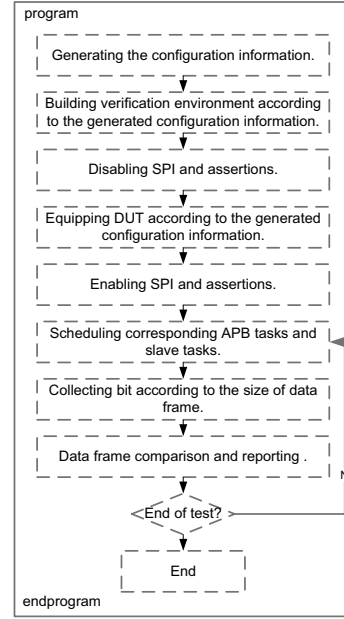 program
Generating the configuration information.
Building verification environment according
to the generated configuration information.
Disabling SPI and assertions.
Equipping DUT according to the generated
configuration information.
Enabling SPI and assertions.
Scheduling corresponding APB tasks and
slave tasks.
Collecting bit according to the size of data
frame.
Data frame comparison and reporting .
End of test?
End
endprogram